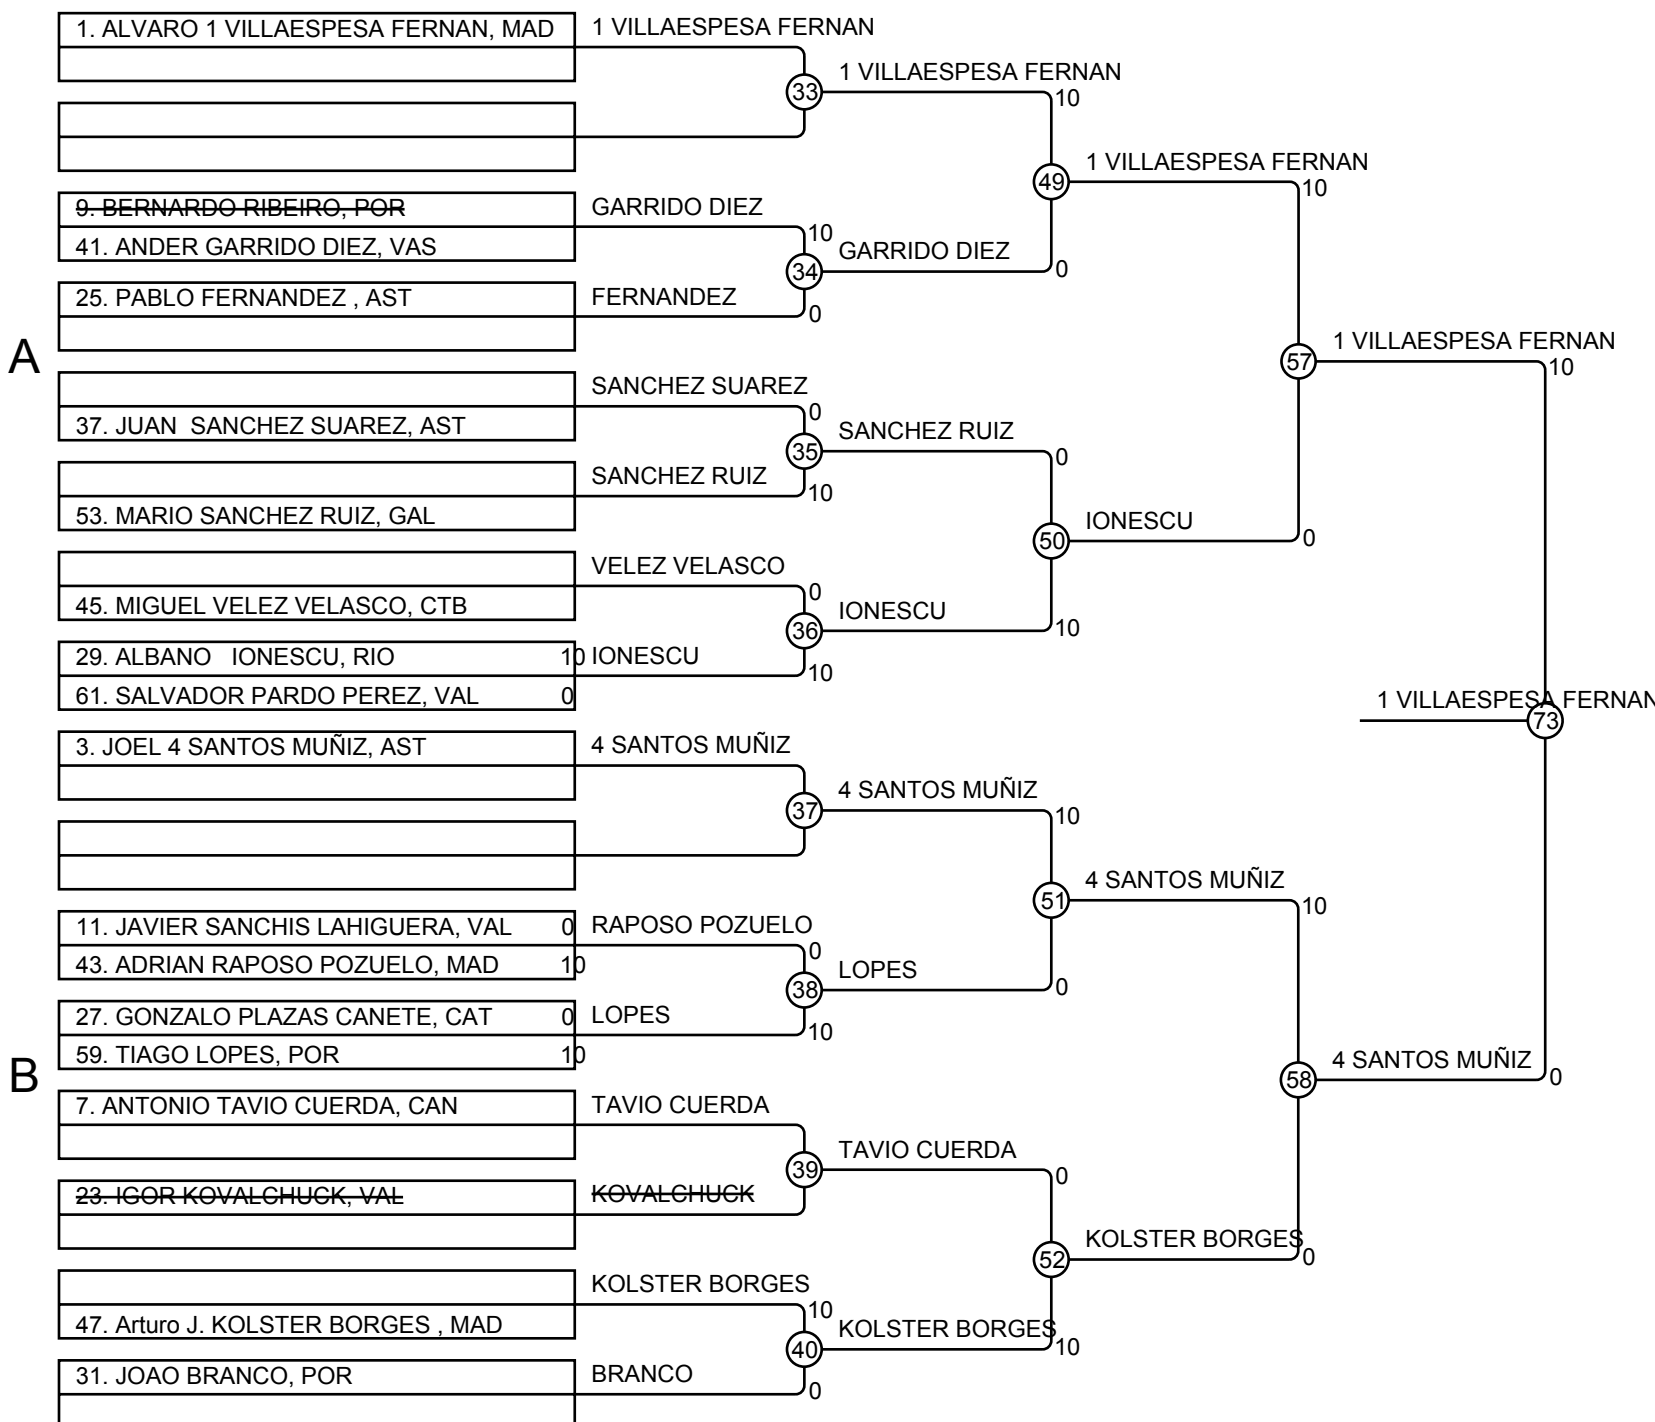 1. ALVARO 1 VILLAESPESA FERNAN, MAD
1 VILLAESPESA FERNAN
33
1 VILLAESPESA FERNAN
10
9. BERNARDO RIBEIRO, POR
41. ANDER GARRIDO DIEZ, VAS
GARRIDO DIEZ
10
34
GARRIDO DIEZ
0
25. PABLO FERNANDEZ , AST
FERNANDEZ
0
49
1 VILLAESPESA FERNAN
10
A
37. JUAN SANCHEZ SUAREZ, AST
SANCHEZ SUAREZ
0
35
SANCHEZ RUIZ
0
53. MARIO SANCHEZ RUIZ, GAL
SANCHEZ RUIZ
10
57
1 VILLAESPESA FERNAN
10
50
IONESCU
0
45. MIGUEL VELEZ VELASCO, CTB
VELEZ VELASCO
0
36
IONESCU
10
29. ALBANO IONESCU, RIO 10
61. SALVADOR PARDO PEREZ, VAL 0
IONESCU
10
1 VILLAESPESA FERNAN
73
3. JOEL 4 SANTOS MUÑIZ, AST
4 SANTOS MUÑIZ
37
4 SANTOS MUÑIZ
10
51
4 SANTOS MUÑIZ
10
11. JAVIER SANCHIS LAHIGUERA, VAL 0
43. ADRIAN RAPOSO POZUELO, MAD 10
RAPOSO POZUELO
0
38
LOPES
0
27. GONZALO PLAZAS CANETE, CAT 0
59. TIAGO LOPES, POR 10
LOPES
10
B
58
4 SANTOS MUÑIZ
0
7. ANTONIO TAVIO CUERDA, CAN
TAVIO CUERDA
39
TAVIO CUERDA
0
23. IGOR KOVALCHUCK, VAL
KOVALCHUCK
52
KOLSTER BORGES
0
47. Arturo J. KOLSTER BORGES , MAD
KOLSTER BORGES
10
40
KOLSTER BORGES
10
31. JOAO BRANCO, POR
BRANCO
0